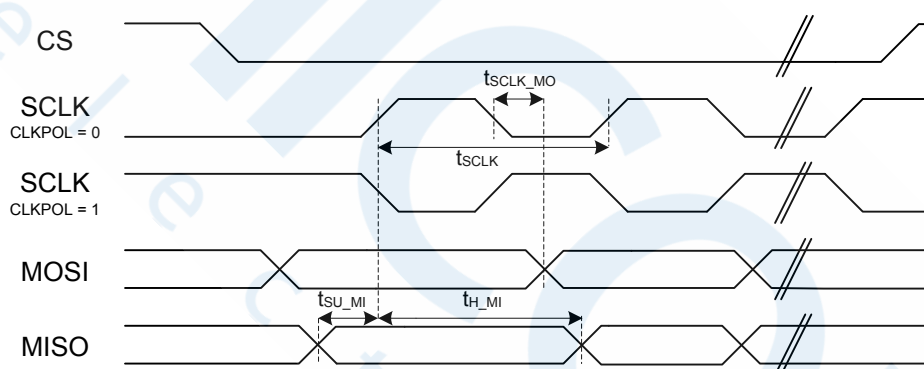 CS
tSCLK_MO
SCLK
CLKPOL = 0
tSCLK
SCLK
CLKPOL = 1
MOSI
tSU_MI
tH_MI
MISO